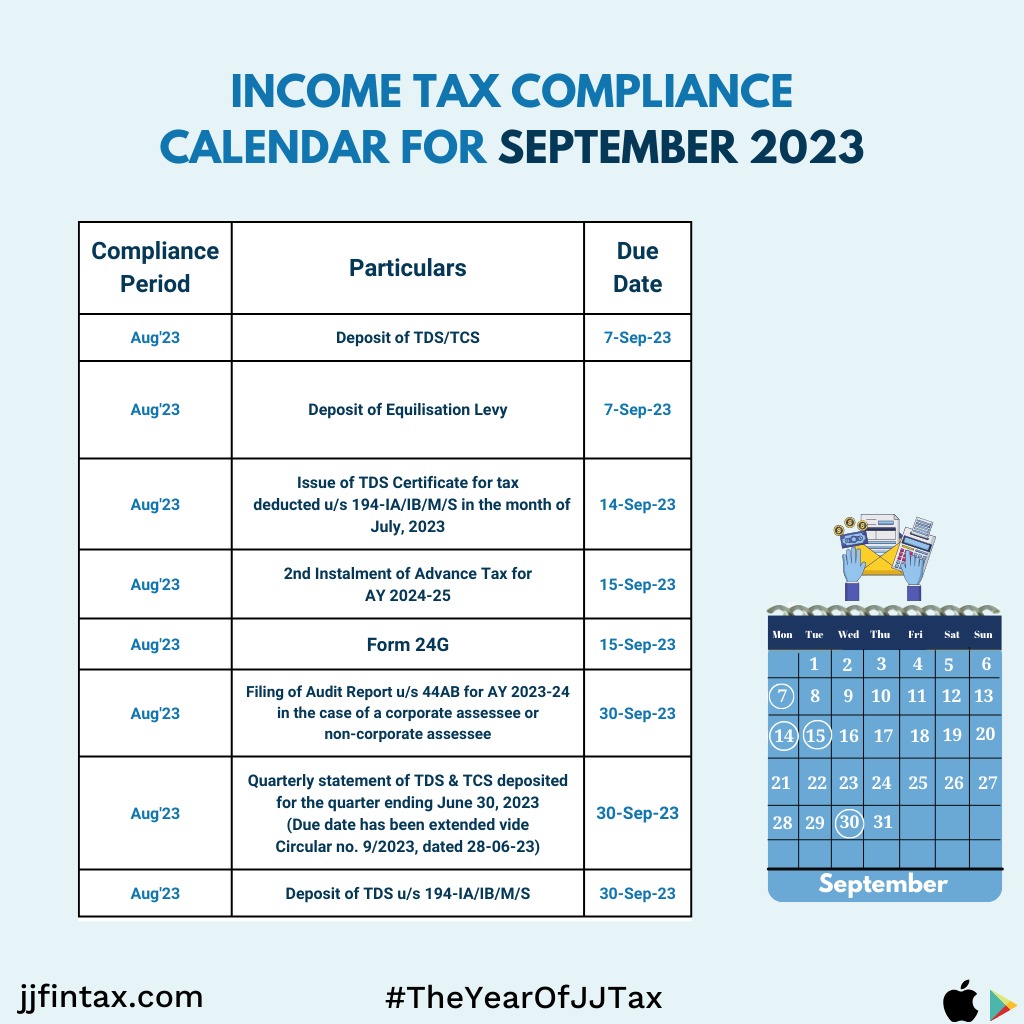 INCOME TAX COMPLIANCE
CALENDAR FOR SEPTEMBER 2023
Compliance
Period
Particulars
Due
Date
Aug'23
Deposit of TDS/TCS
7-Sep-23
Aug'23
Deposit of Equilisation Levy
7-Sep-23
Aug'23
Issue of TDS Certificate for tax
deducted u/s 194-IA/IB/M/S in the month of
July, 2023
14-Sep-23
Aug'23
2nd Instalment of Advance Tax for
AY 2024-25
15-Sep-23
Aug'23
Form 24G
15-Sep-23
Aug'23
Filing of Audit Report u/s 44AB for AY 2023-24
in the case of a corporate assessee or
non-corporate assessee
30-Sep-23
Aug'23
Quarterly statement of TDS & TCS deposited
for the quarter ending June 30, 2023
(Due date has been extended vide
Circular no. 9/2023, dated 28-06-23)
30-Sep-23
Aug'23
Deposit of TDS u/s 194-IA/IB/M/S
30-Sep-23
Mon Tue Wed Thu Fri Sat Sun
1 2 3 4 5 6
7 8 9 10 11 12 13
14 15 16 17 18 19 20
21 22 23 24 25 26 27
28 29 30 31
September
jjfintax.com
#TheYearOfJJTax